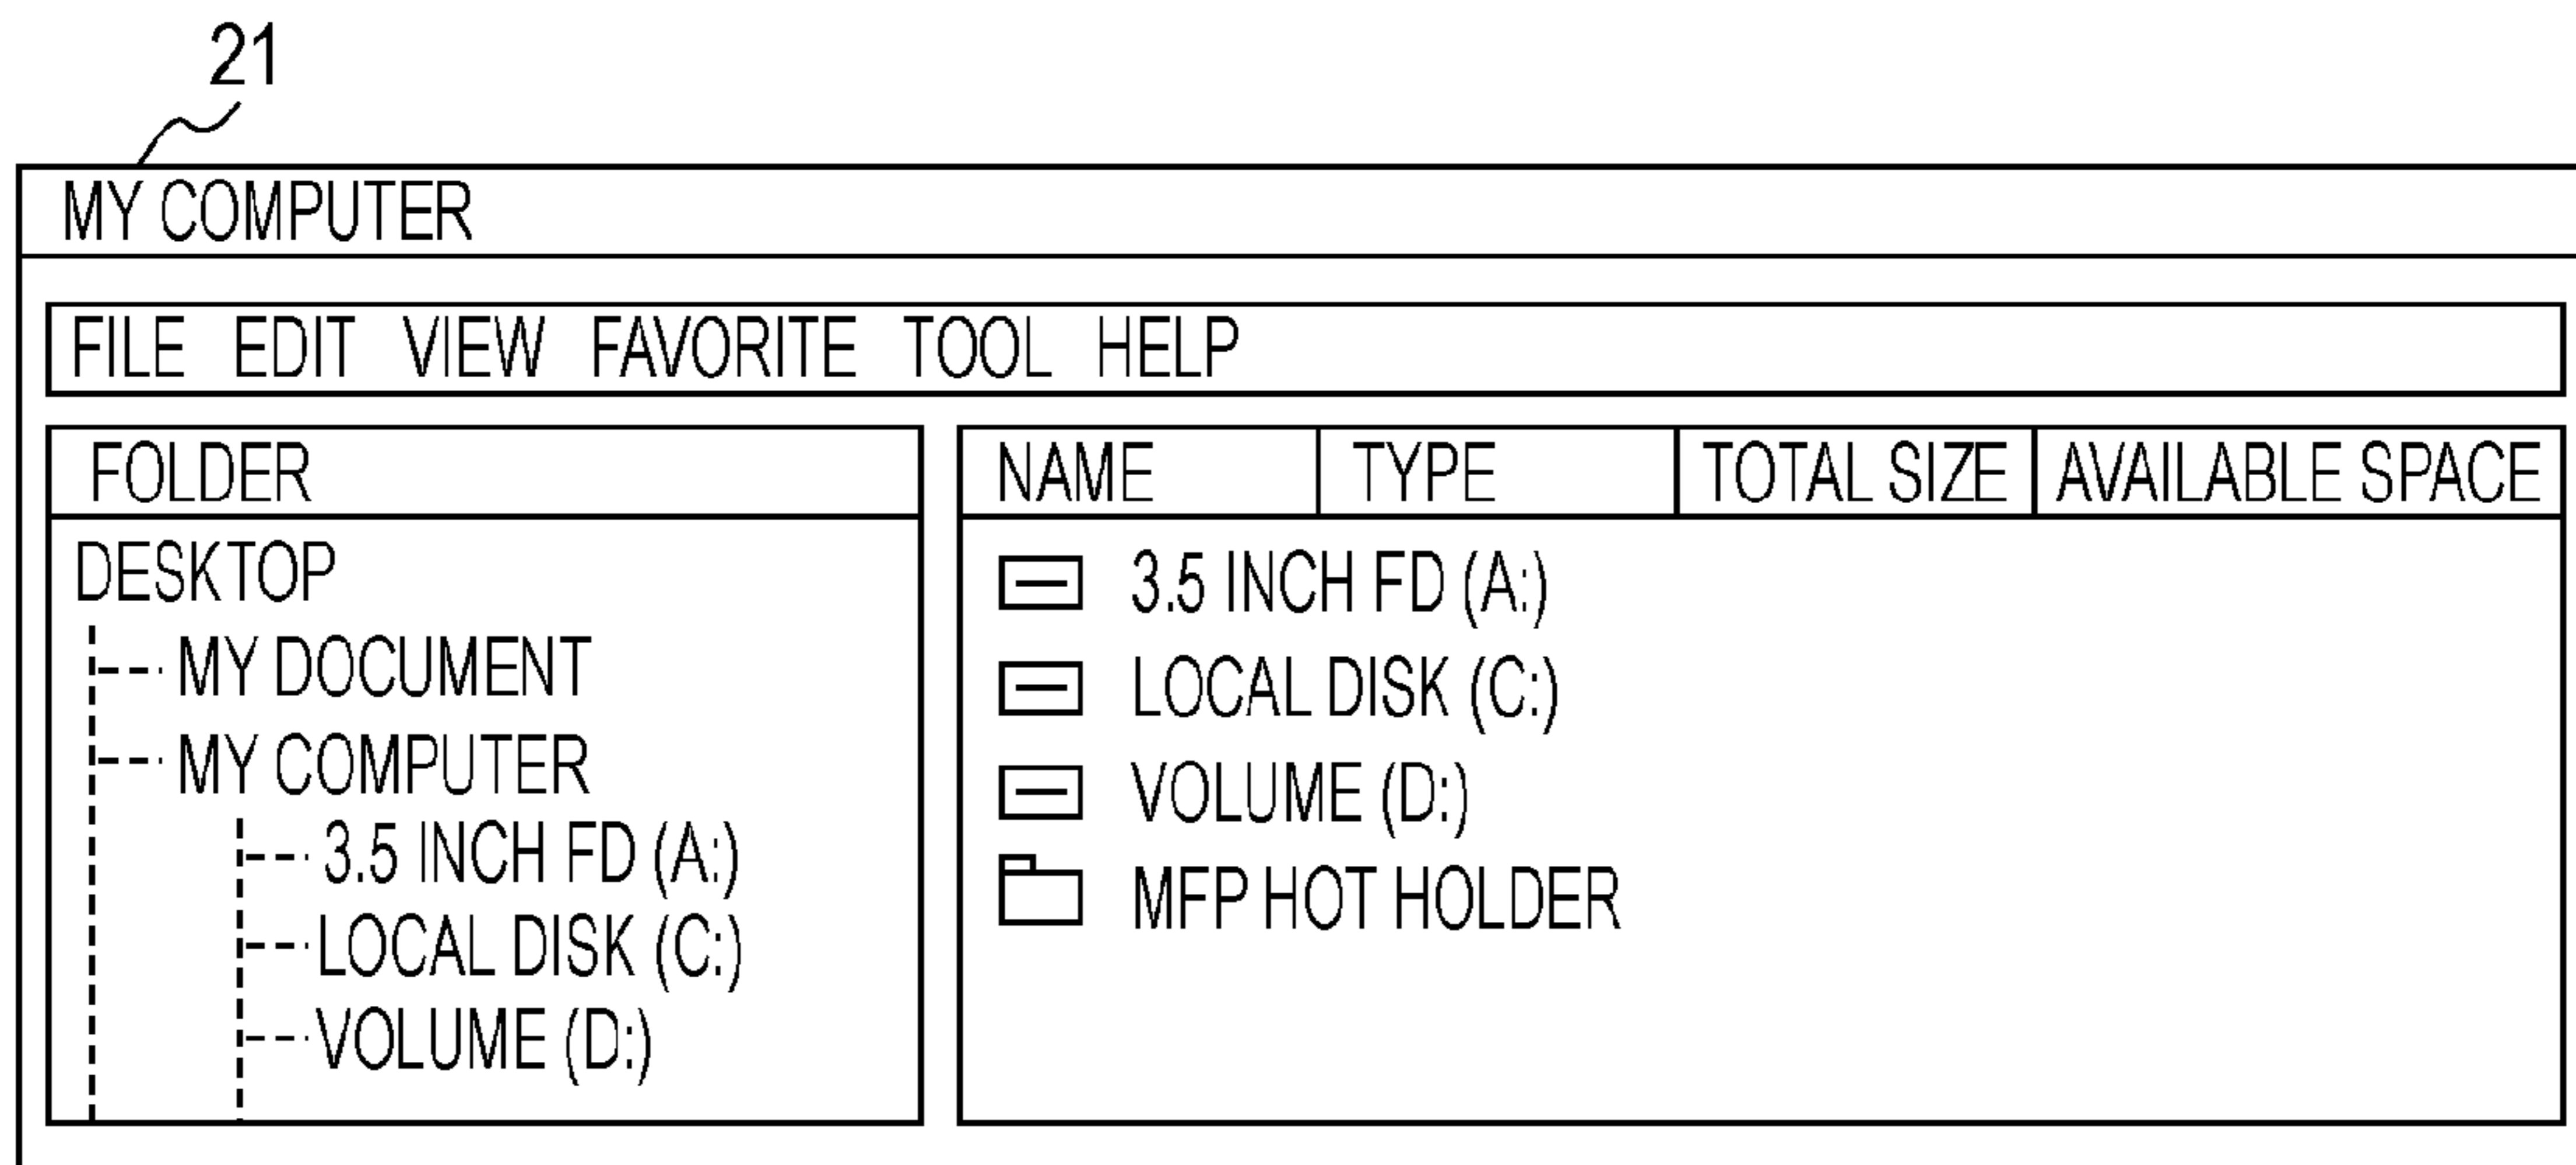 21
MY COMPUTER
FILE EDIT VIEW FAVORITE TOOL HELP
FOLDER
DESKTOP
MY DOCUMENT
MY COMPUTER
3.5 INCH FD (A:)
LOCAL DISK (C:)
VOLUME (D:)
NAME TYPE TOTAL SIZE AVAILABLE SPACE
3.5 INCH FD (A:)
LOCAL DISK (C:)
VOLUME (D:)
MFP HOT HOLDER